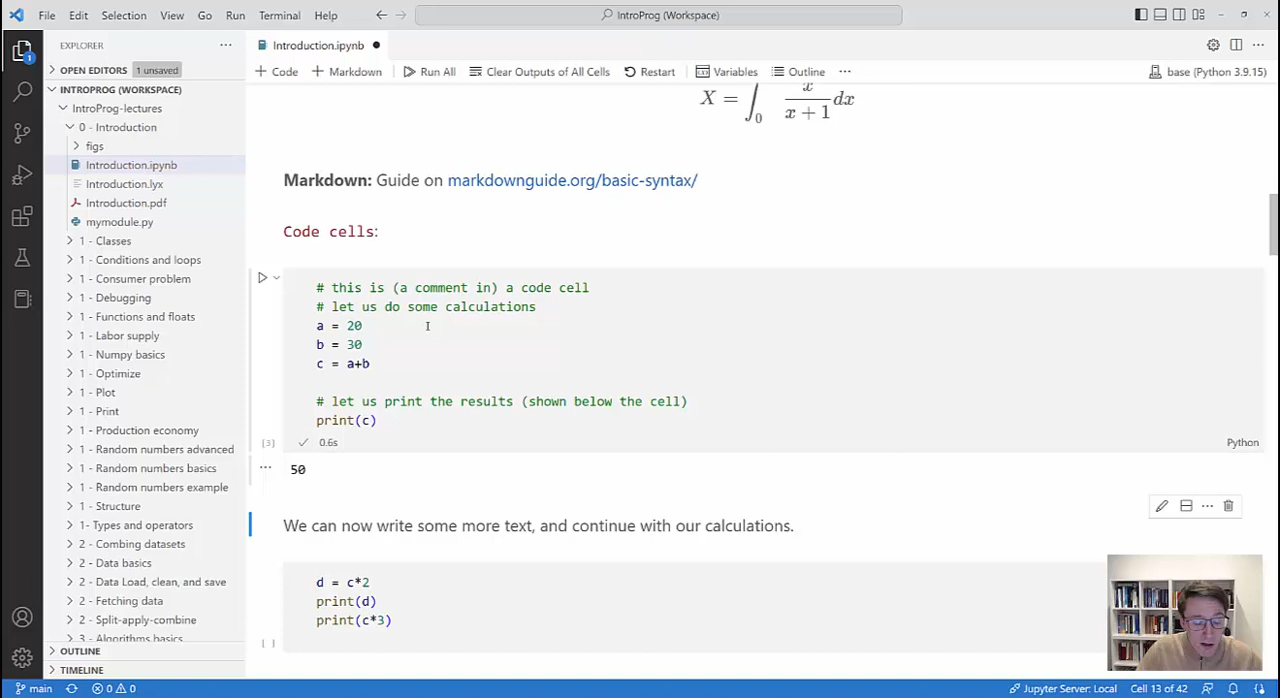 File Edit Selection View Go Run Terminal Help IntroProg (Workspace)
EXPLORER
OPEN EDITORS 1 unsaved
INTROPROG (WORKSPACE)
IntroProg-lectures
0 - Introduction
figs
Introduction.ipynb
Introduction.lyx
Introduction.pdf
mymodule.py
1 - Classes
1 - Conditions and loops
1 - Consumer problem
1 - Debugging
1 - Functions and floats
1 - Labor supply
1 - Numpy basics
1 - Optimize
1 - Plot
1 - Print
1 - Production economy
1 - Random numbers advanced
1 - Random numbers basics
1 - Random numbers example
1 - Structure
1- Types and operators
2 - Combing datasets
2 - Data basics
2 - Data Load, clean, and save
2 - Fetching data
2 - Split-apply-combine
3 - Algorithms basics
OUTLINE
TIMELINE
Introduction.ipynb
+ Code + Markdown Run All Clear Outputs of All Cells Restart Variables Outline ··· base (Python 3.9.15)
X = ∫0 x/(x + 1) dx
Markdown: Guide on markdownguide.org/basic-syntax/
Code cells:
# this is (a comment in) a code cell
# let us do some calculations
a = 20
b = 30
c = a+b
# let us print the results (shown below the cell)
print(c)
[3] ✓ 0.6s Python
50
We can now write some more text, and continue with our calculations.
d = c*2
print(d)
print(c*3)
[ ]
main 0 0 Jupyter Server: Local Cell 13 of 42
1